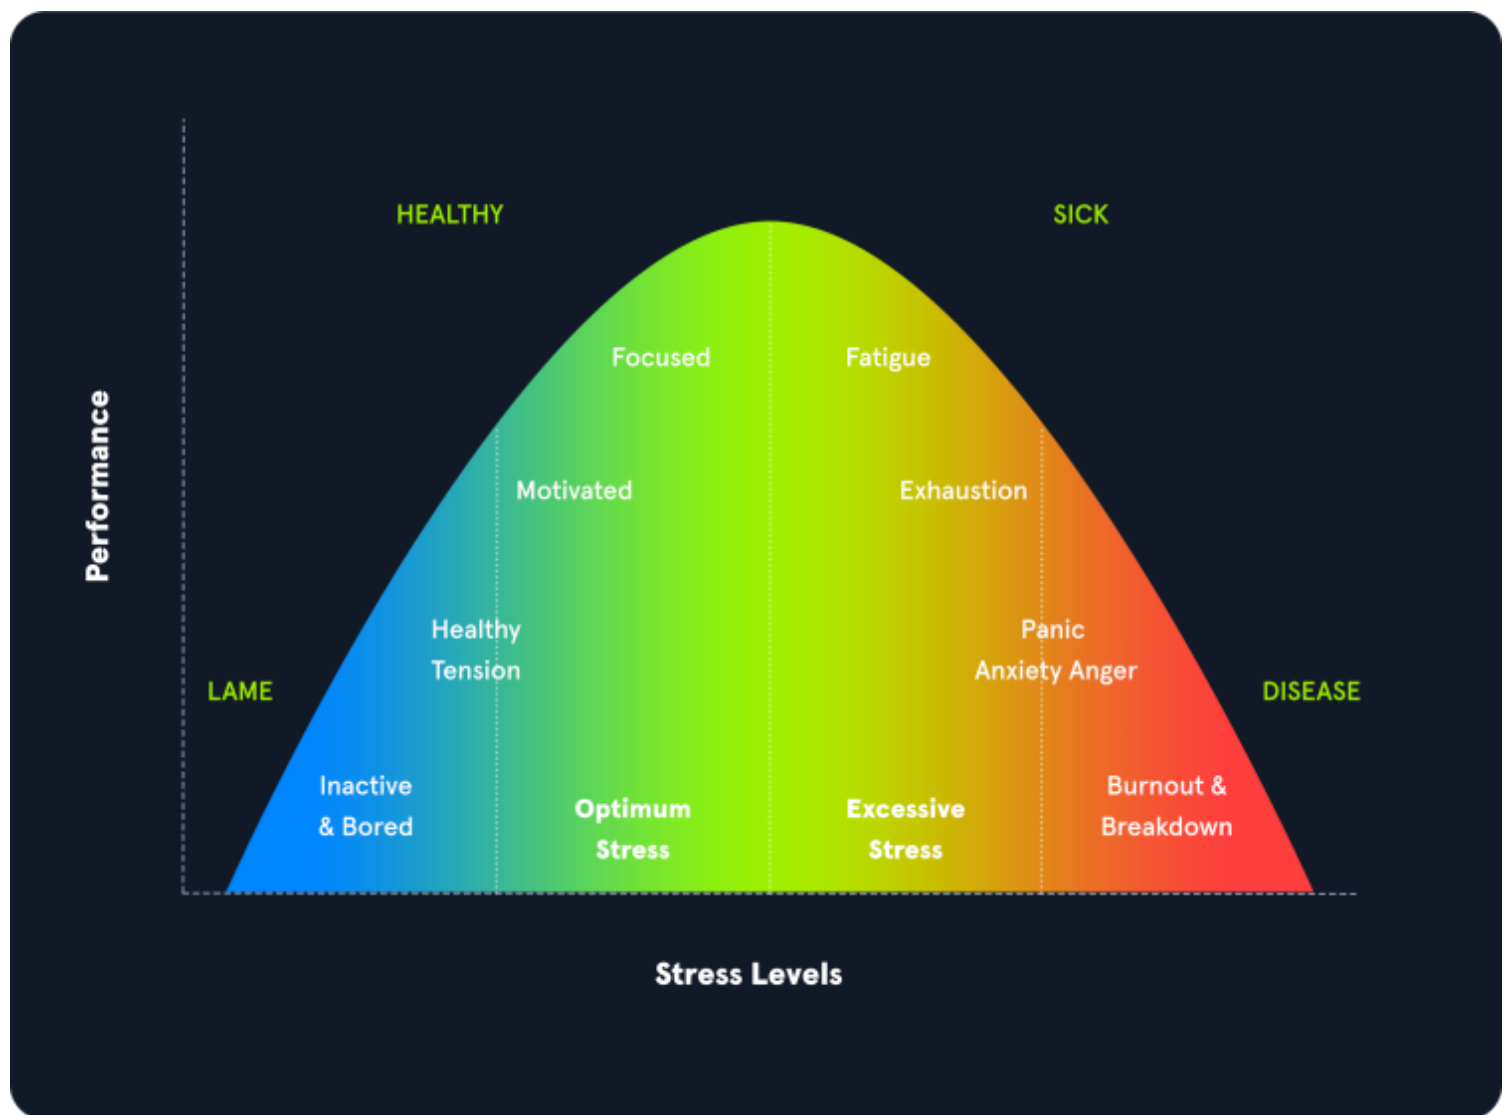 HEALTHY
SICK
Focused
Fatigue
Performance
Motivated
Exhaustion
Healthy
Tension
Panic
Anxiety Anger
LAME
DISEASE
Inactive
& Bored
Optimum
Stress
Excessive
Stress
Burnout &
Breakdown
Stress Levels